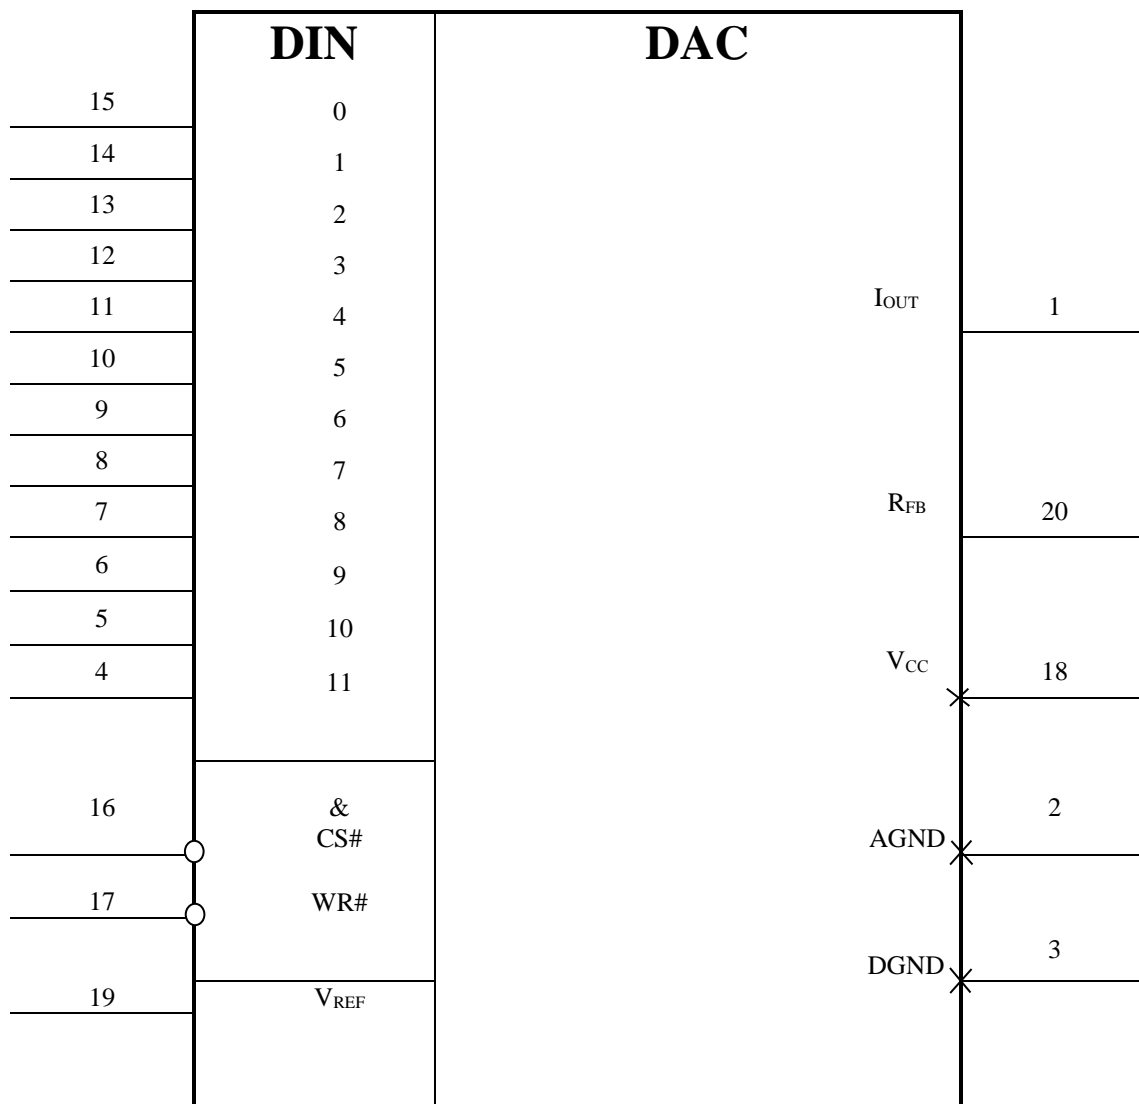 DIN DAC
15 0
14 1
13 2
12 3
11 4 IOUT 1
10 5
9 6
8 7
7 8 RFB 20
6 9
5 10
4 11 VCC 18
16 & 2
CS# AGND
17 WR#
DGND 3
19 VREF